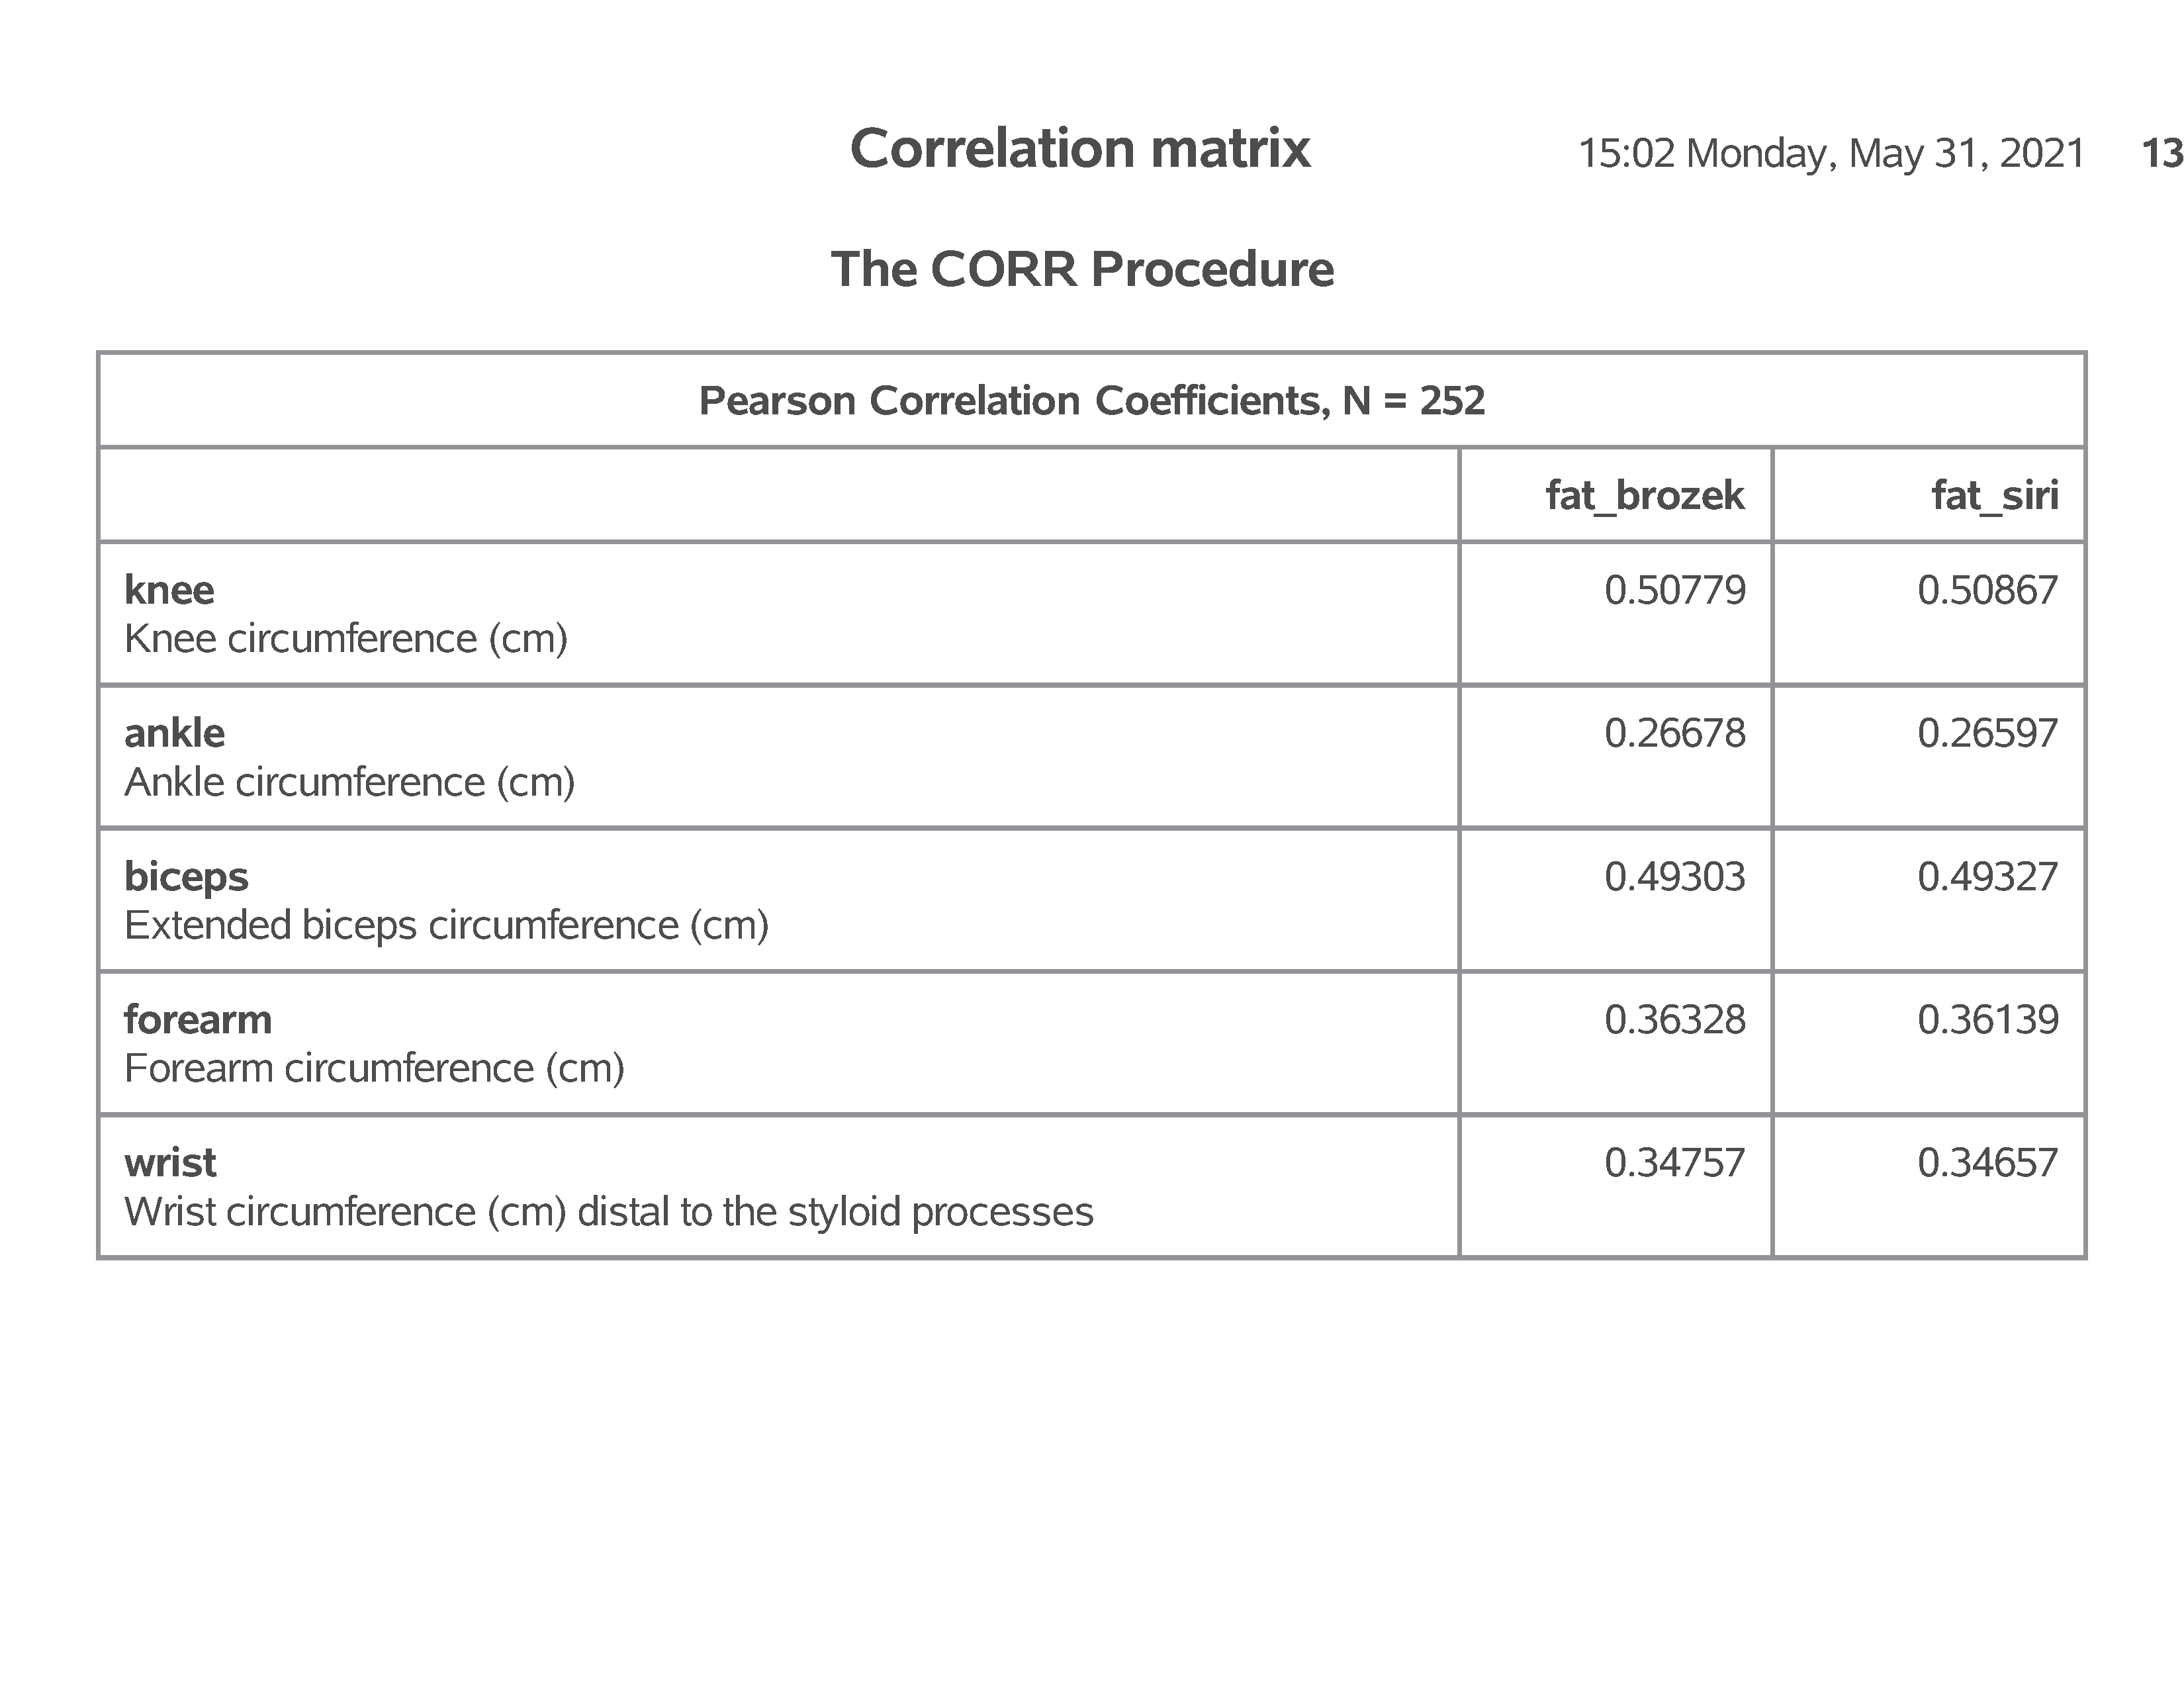 Correlation matrix 15:02 Monday, May 31, 2021 13
The CORR Procedure
Pearson Correlation Coefficients, N = 252
fat_brozek fat_siri
knee 0.50779 0.50867
Knee circumference (cm)
ankle 0.26678 0.26597
Ankle circumference (cm)
biceps 0.49303 0.49327
Extended biceps circumference (cm)
forearm 0.36328 0.36139
Forearm circumference (cm)
wrist 0.34757 0.34657
Wrist circumference (cm) distal to the styloid processes